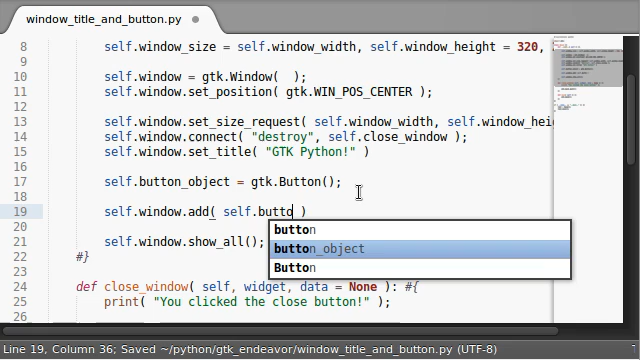 window_title_and_button.py
8 self.window_size = self.window_width, self.window_height = 320,
9
10 self.window = gtk.Window(  );
11 self.window.set_position( gtk.WIN_POS_CENTER );
12
13 self.window.set_size_request( self.window_width, self.window_hei
14 self.window.connect( "destroy", self.close_window );
15 self.window.set_title( "GTK Python!" )
16
17 self.button_object = gtk.Button();
18
19 self.window.add( self.butto )
20
button
button_object
Button
21 self.window.show_all();
22 #}
23
24 def close_window( self, widget, data = None ): #{
25 print( "You clicked the close button!" );
26
Line 19, Column 36; Saved ~/python/gtk_endeavor/window_title_and_button.py (UTF-8)